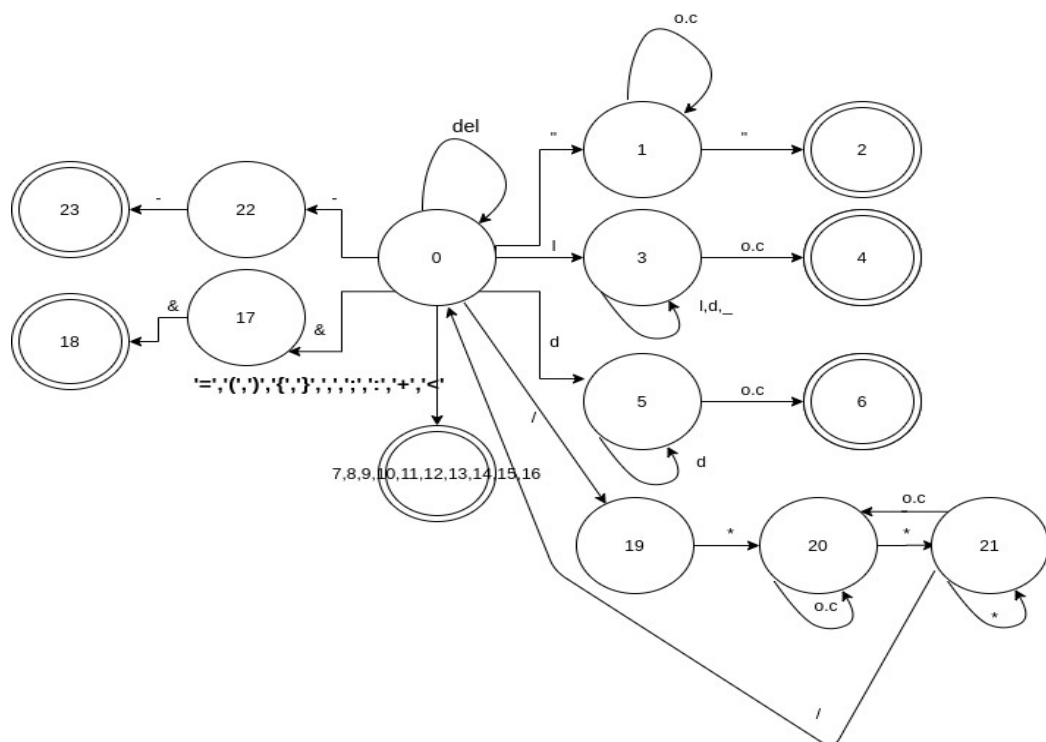 o.c
del
"
1
"
2
23
-
22
-
0
l
3
o.c
4
l,d,_
18
&
17
&
d
'=','(',')','{','}',',',';',':','+','<'
5
o.c
6
d
/
7,8,9,10,11,12,13,14,15,16
o.c
-
19
*
20
*
21
o.c
*
/